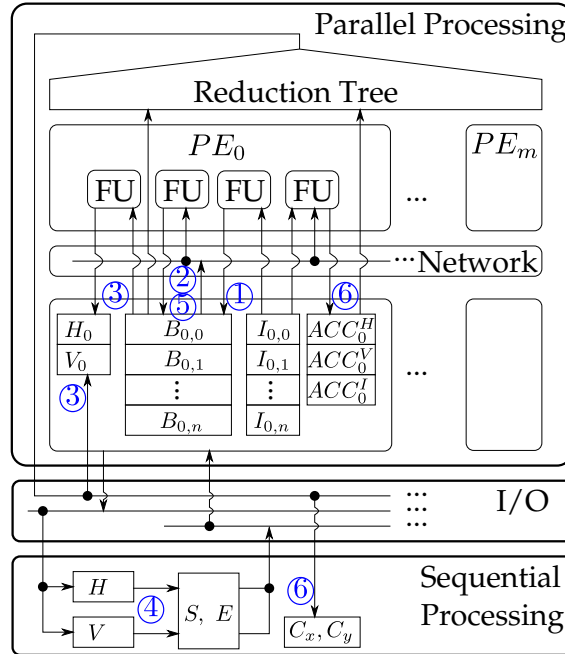 Parallel Processing
Reduction Tree
PE₀ PEₘ
FU FU FU FU ...
② ...Network
③ ⑤ ① ⑥
H₀ B₀,₀ I₀,₀ ACC₀ᴴ
V₀ B₀,₁ I₀,₁ ACC₀ⱽ ...
③ ⋮ ⋮ ACC₀ᴵ
B₀,ₙ I₀,ₙ
...
... I/O
...
Sequential
Processing
H ④ S, E ⑥
V Cₓ, C_y